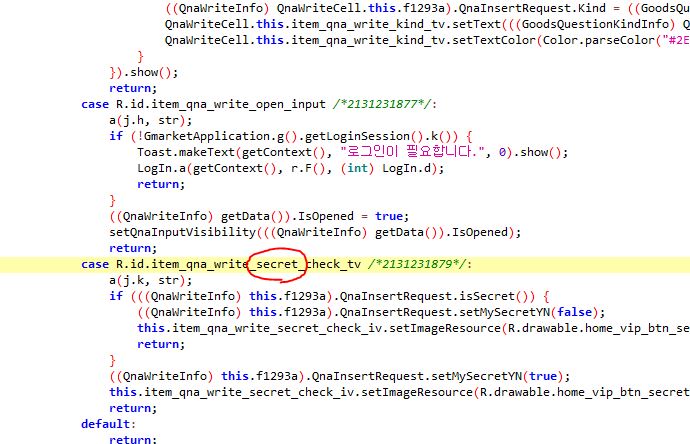 ((QnaWriteInfo) QnaWriteCell.this.f1293a).QnaInsertRequest.Kind = ((GoodsQu
QnaWriteCell.this.item_qna_write_kind_tv.setText(((GoodsQuestionKindInfo) Q
QnaWriteCell.this.item_qna_write_kind_tv.setTextColor(Color.parseColor("#2E
}
}).show();
return;
case R.id.item_qna_write_open_input /*2131231877*/:
a(j.h, str);
if (!GmarketApplication.g().getLoginSession().k()) {
Toast.makeText(getContext(), "로그인이 필요합니다.", 0).show();
LogIn.a(getContext(), r.F(), (int) LogIn.d);
return;
}
((QnaWriteInfo) getData()).IsOpened = true;
setQnaInputVisibility(((QnaWriteInfo) getData()).IsOpened);
return;
case R.id.item_qna_write_secret_check_tv /*2131231879*/:
a(j.k, str);
if (((QnaWriteInfo) this.f1293a).QnaInsertRequest.isSecret()) {
((QnaWriteInfo) this.f1293a).QnaInsertRequest.setMySecretYN(false);
this.item_qna_write_secret_check_iv.setImageResource(R.drawable.home_vip_btn_se
return;
}
((QnaWriteInfo) this.f1293a).QnaInsertRequest.setMySecretYN(true);
this.item_qna_write_secret_check_iv.setImageResource(R.drawable.home_vip_btn_secret
return;
default:
return;